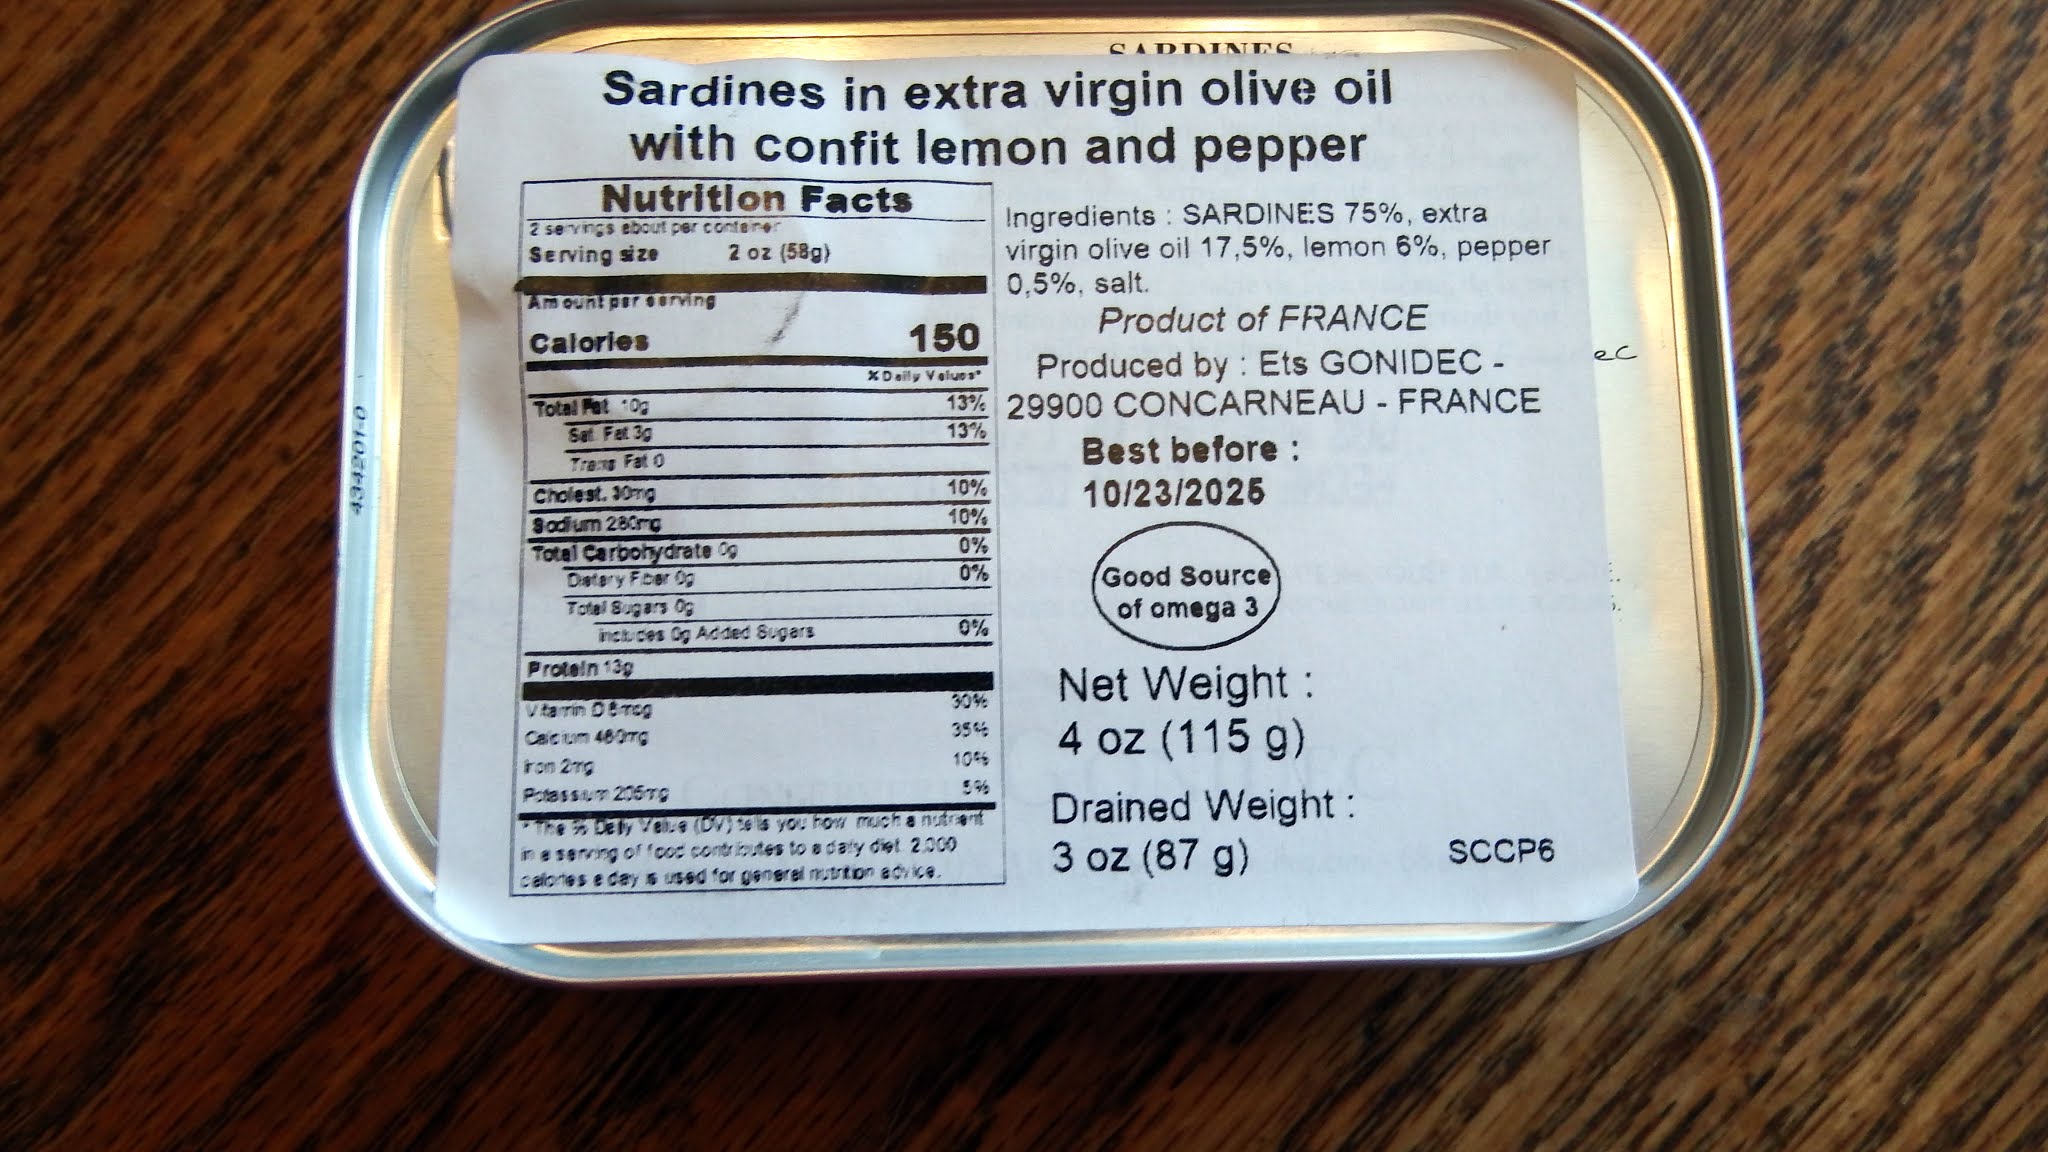 SARDINES
Sardines in extra virgin olive oil
with confit lemon and pepper
Nutrition Facts
2 servings about per container
Serving size 2 oz (58g)
Amount per serving
Calories 150
% Daily Values*
Total Fat 10g 13%
Sat. Fat 3g 13%
Trans Fat 0
Cholest. 30mg 10%
Sodium 280mg 10%
Total Carbohydrate 0g 0%
Dietary Fiber 0g 0%
Total Sugars 0g
includes 0g Added Sugars 0%
Protein 13g
Vitamin D 6mcg 30%
Calcium 460mg 35%
Iron 2mg 10%
Potassium 205mg 5%
* The % Daily Value (DV) tells you how much a nutrient
in a serving of food contributes to a daily diet. 2.000
calories a day is used for general nutrition advice.
Ingredients : SARDINES 75%, extra
virgin olive oil 17,5%, lemon 6%, pepper
0,5%, salt.
Product of FRANCE
Produced by : Ets GONIDEC -
29900 CONCARNEAU - FRANCE
Best before :
10/23/2025
Good Source
of omega 3
Net Weight :
4 oz (115 g)
Drained Weight :
3 oz (87 g)
SCCP6
ec
434201-0